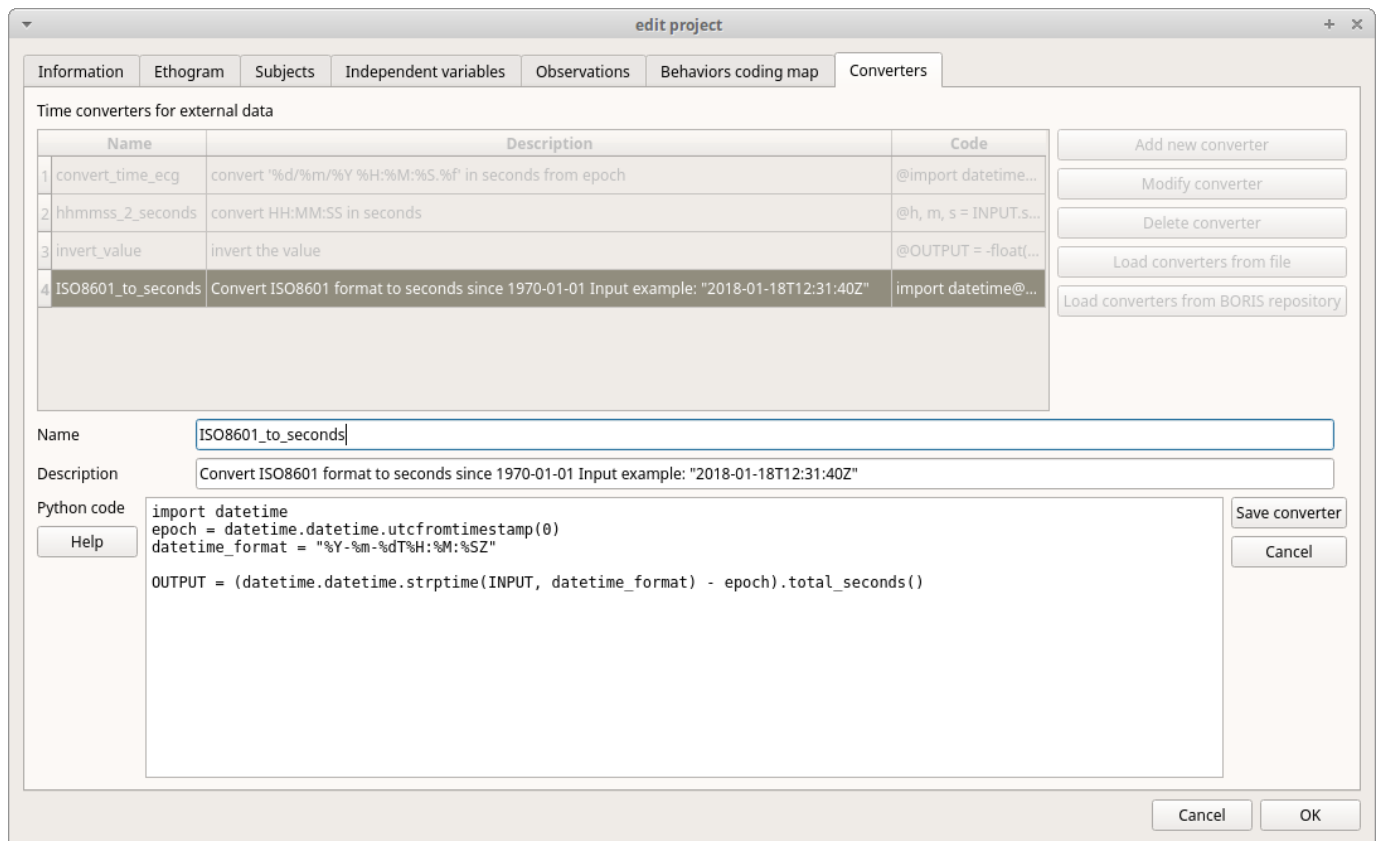 edit project
Information Ethogram Subjects Independent variables Observations Behaviors coding map Converters
Time converters for external data
Name Description Code
1 convert_time_ecg convert '%d/%m/%Y %H:%M:%S.%f' in seconds from epoch @import datetime...
2 hhmmss_2_seconds convert HH:MM:SS in seconds @h, m, s = INPUT.s...
3 invert_value invert the value @OUTPUT = -float(...
4 ISO8601_to_seconds Convert ISO8601 format to seconds since 1970-01-01 Input example: "2018-01-18T12:31:40Z" import datetime@...
Add new converter
Modify converter
Delete converter
Load converters from file
Load converters from BORIS repository
Name ISO8601_to_seconds
Description Convert ISO8601 format to seconds since 1970-01-01 Input example: "2018-01-18T12:31:40Z"
Python code
Help
import datetime
epoch = datetime.datetime.utcfromtimestamp(0)
datetime_format = "%Y-%m-%dT%H:%M:%SZ"
OUTPUT = (datetime.datetime.strptime(INPUT, datetime_format) - epoch).total_seconds()
Save converter
Cancel
Cancel OK